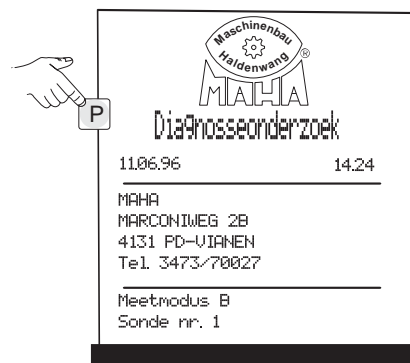 Maschinenbau
Haldenwang
®
MAHA
P
Diagnosseonderzoek
11.06.96 14.24
MAHA
MARCONIWEG 2B
4131 PD-VIANEN
Tel. 3473/70027
Meetmodus B
Sonde nr. 1